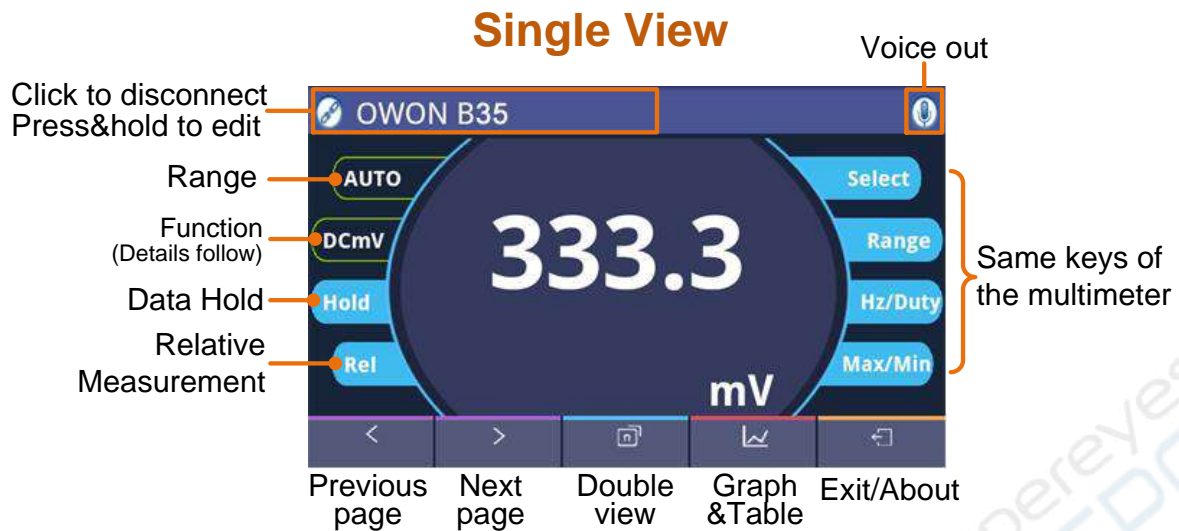 Single View
Voice out
Click to disconnect
Press&hold to edit
OWON B35
Range
AUTO
Select
Function
(Details follow)
DCmV
333.3
Range
Same keys of
the multimeter
Data Hold
Hold
Hz/Duty
Relative
Measurement
Rel
Max/Min
mV
Previous
page
Next
page
Double
view
Graph
&Table
Exit/About